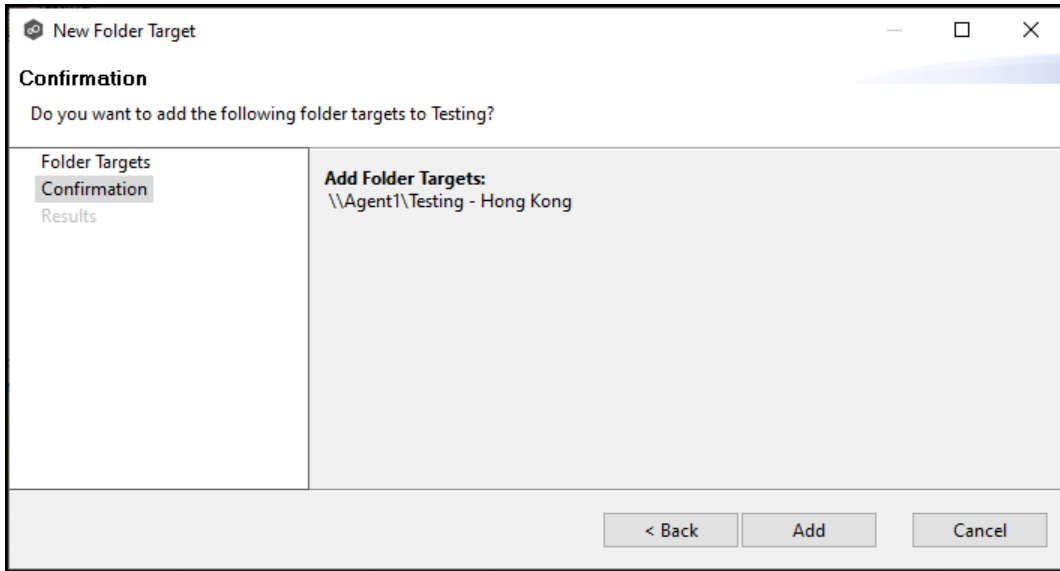 New Folder Target
Confirmation
Do you want to add the following folder targets to Testing?
Folder Targets
Confirmation
Results
Add Folder Targets:
\\Agent1\Testing - Hong Kong
< Back
Add
Cancel